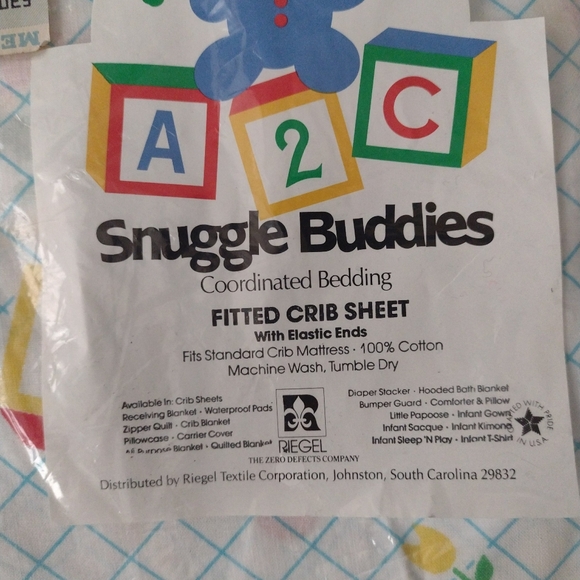 A 2 C
Snuggle Buddies
Coordinated Bedding
FITTED CRIB SHEET
With Elastic Ends
Fits Standard Crib Mattress · 100% Cotton
Machine Wash, Tumble Dry
Available In: Crib Sheets
Receiving Blanket · Waterproof Pads
Zipper Quilt · Crib Blanket
Pillowcase · Carrier Cover
All Purpose Blanket · Quilted Blanket
Diaper Stacker · Hooded Bath Blanket
Bumper Guard · Comforter & Pillow
Little Papoose · Infant Gown
Infant Sacque · Infant Kimono
Infant Sleep 'N Play · Infant T-Shirt
WITH PRIDE
IN U.S.A.
RIEGEL
THE ZERO DEFECTS COMPANY
Distributed by Riegel Textile Corporation, Johnston, South Carolina 29832